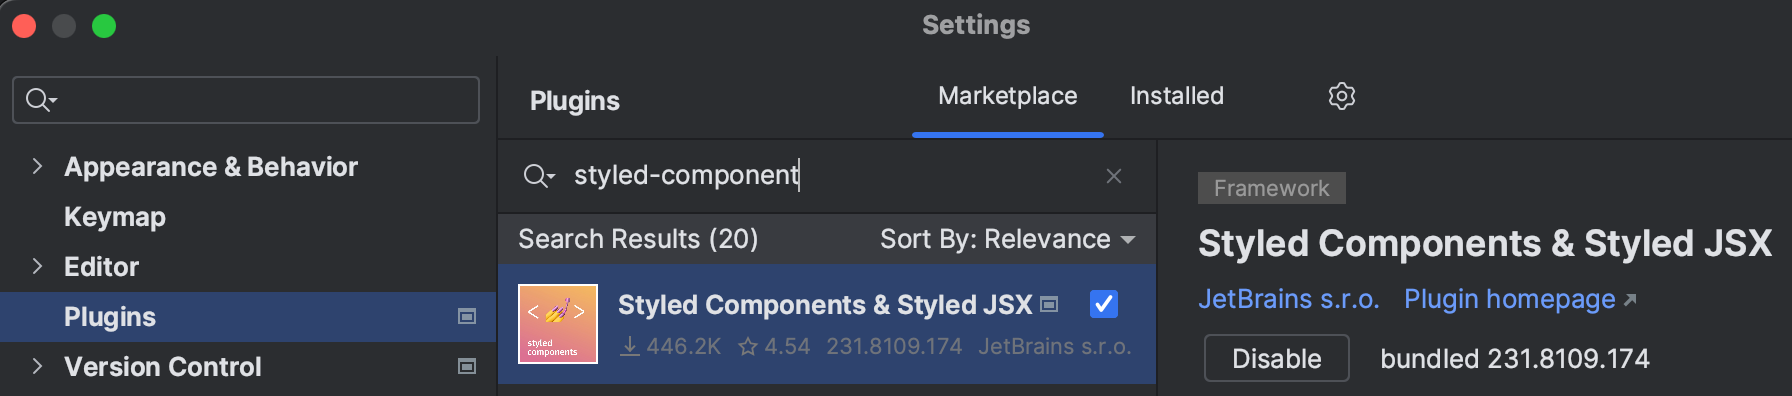 Settings
Appearance & Behavior
Keymap
Editor
Plugins
Version Control
Plugins
Marketplace
Installed
styled-component
Search Results (20)
Sort By: Relevance
< >
styled
components
Styled Components & Styled JSX
446.2K 4.54 231.8109.174 JetBrains s.r.o.
Framework
Styled Components & Styled JSX
JetBrains s.r.o. Plugin homepage ↗
Disable
bundled 231.8109.174